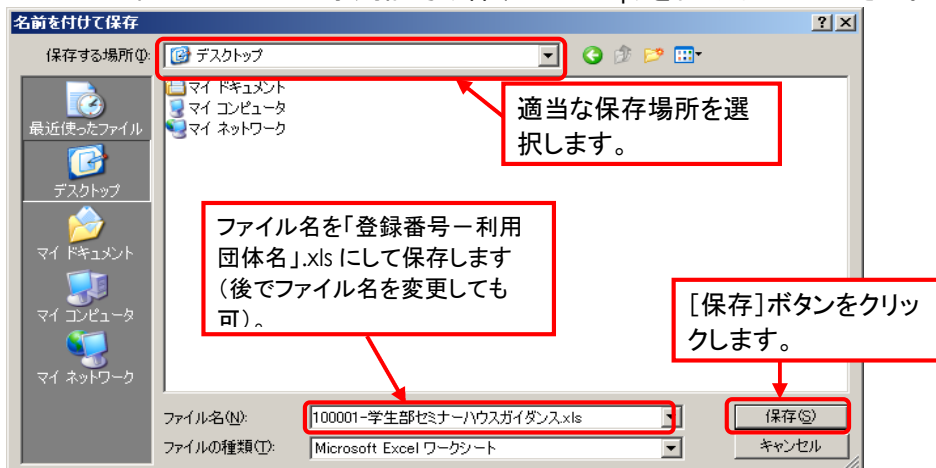 名前を付けて保存
保存する場所(I):
デスクトップ
マイ ドキュメント
マイ コンピュータ
マイ ネットワーク
適当な保存場所を選
択します。
最近使ったファイル
デスクトップ
マイ ドキュメント
マイ コンピュータ
マイ ネットワーク
ファイル名を「登録番号－利用
団体名」.xls にして保存します
（後でファイル名を変更しても
可）。
[保存]ボタンをクリッ
クします。
ファイル名(N):
100001-学生部セミナーハウスガイダンス.xls
保存(S)
ファイルの種類(T):
Microsoft Excel ワークシート
キャンセル